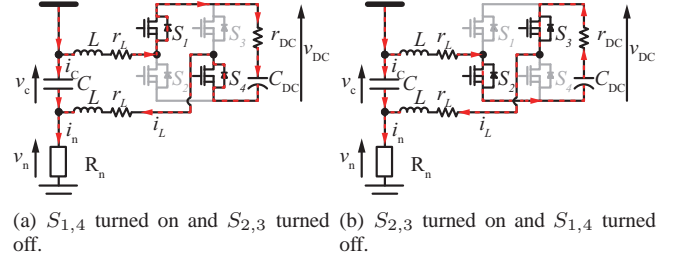 L r_L S_1 S_3 r_DC v_DC
v_c i_C C S_2 S_4 C_DC
L r_L i_L
i_n
v_n R_n
L r_L S_1 S_3 r_DC v_DC
v_c i_C C S_2 S_4 C_DC
L r_L i_L
i_n
v_n R_n
(a) S_{1,4} turned on and S_{2,3} turned off.
(b) S_{2,3} turned on and S_{1,4} turned off.